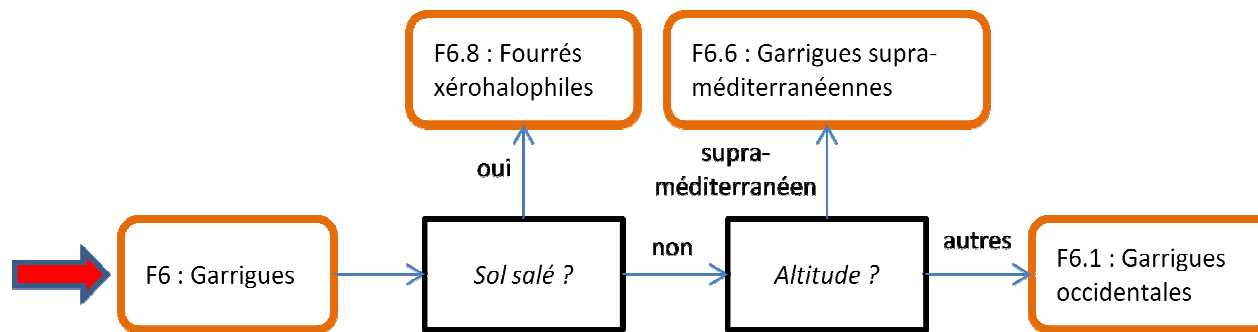 F6.8 : Fourrés
xérohalophiles
F6.6 : Garrigues supra-
méditerranéennes
oui
supra-
méditerranéen
F6 : Garrigues
Sol salé ?
non
Altitude ?
autres
F6.1 : Garrigues
occidentales